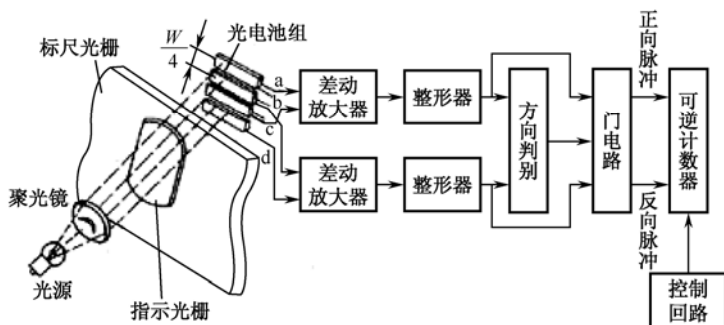 标尺光栅
W
4
光电池组
a
b
c
d
差动
放大器
整形器
差动
放大器
整形器
方向判别
门电路
正向脉冲
反向脉冲
可逆计数器
控制
回路
聚光镜
光源
指示光栅